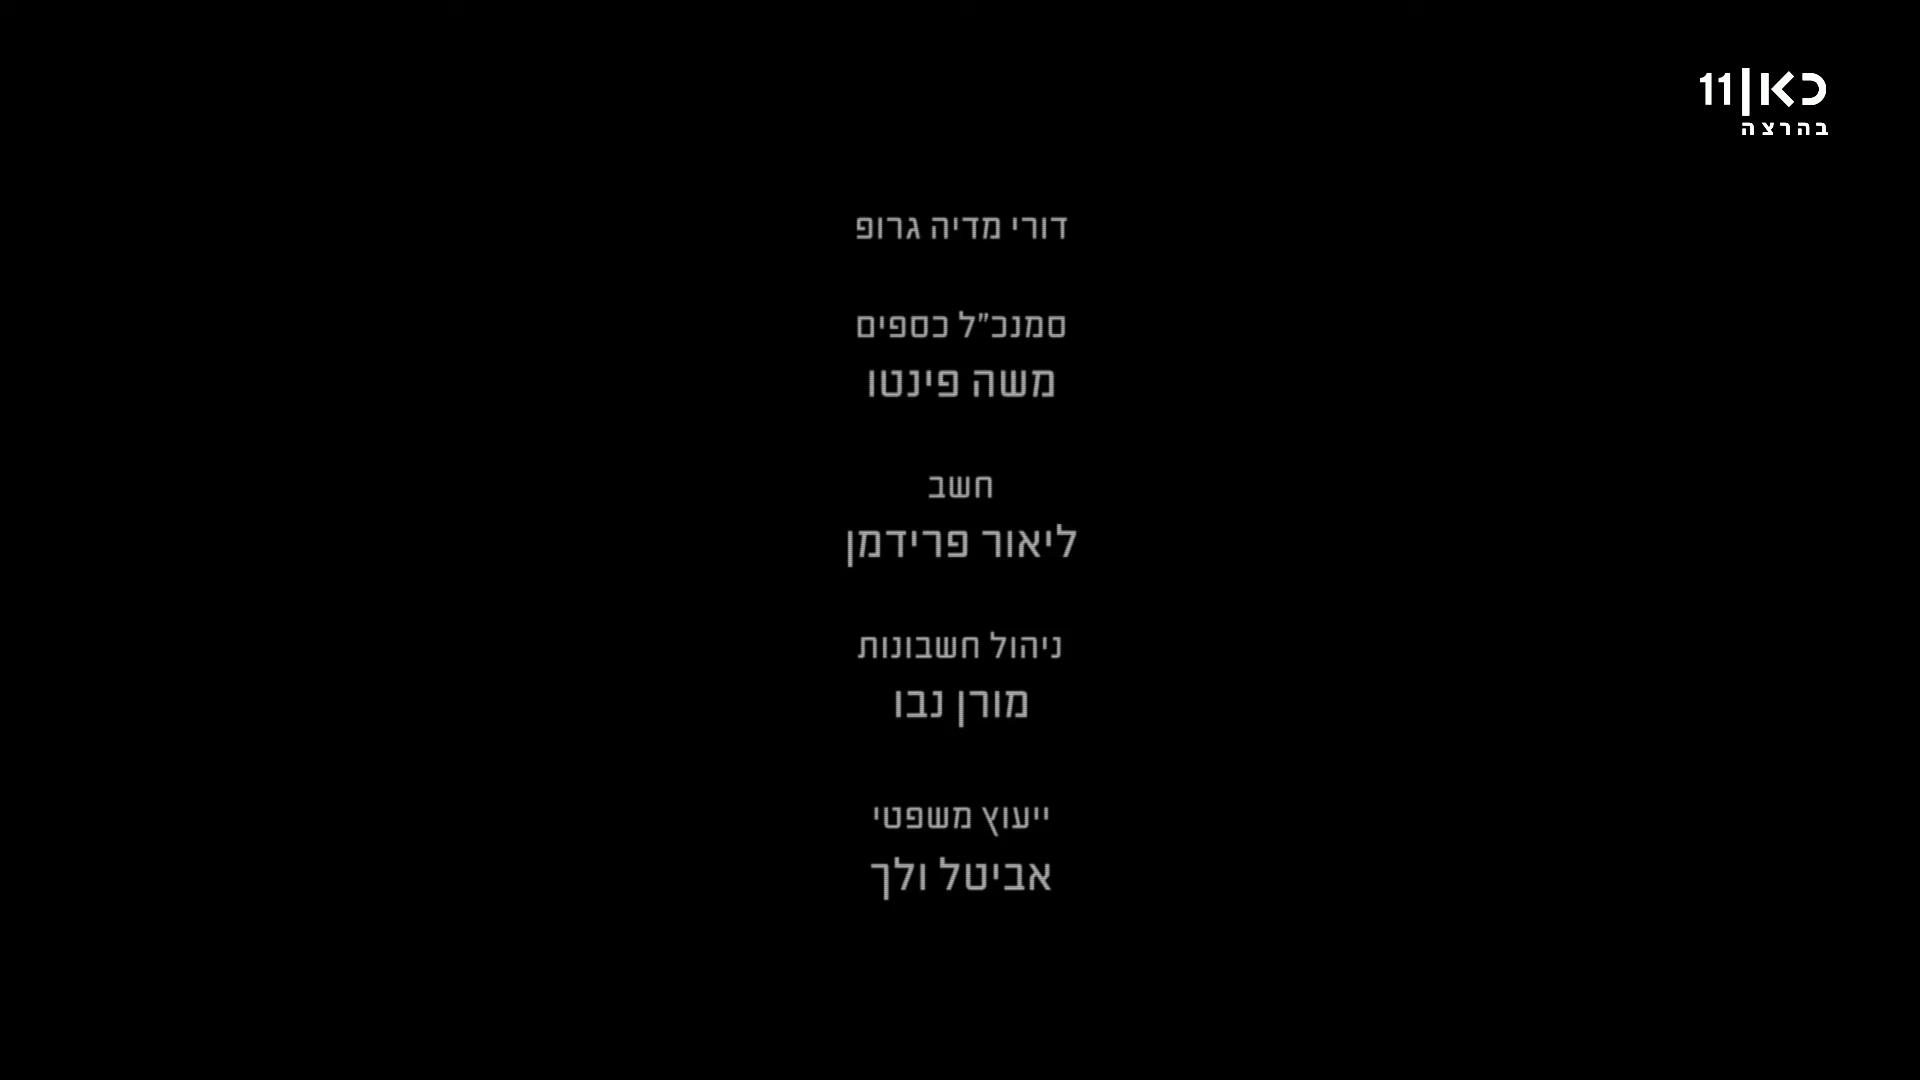 כאן 11
בהרצה
דורי מדיה גרופ
סמנכ"ל כספים
משה פינטו
חשב
ליאור פרידמן
ניהול חשבונות
מורן נבו
ייעוץ משפטי
אביטל ולך